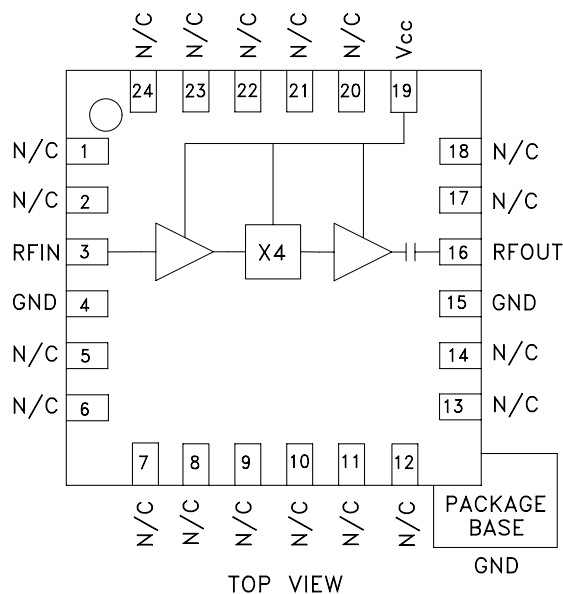 N/C N/C N/C N/C N/C Vcc
24 23 22 21 20 19
N/C 1 18 N/C
N/C 2 17 N/C
RFIN 3 X4 16 RFOUT
GND 4 15 GND
N/C 5 14 N/C
N/C 6 13 N/C
7 8 9 10 11 12
N/C N/C N/C N/C N/C N/C
PACKAGE
BASE
GND
TOP VIEW